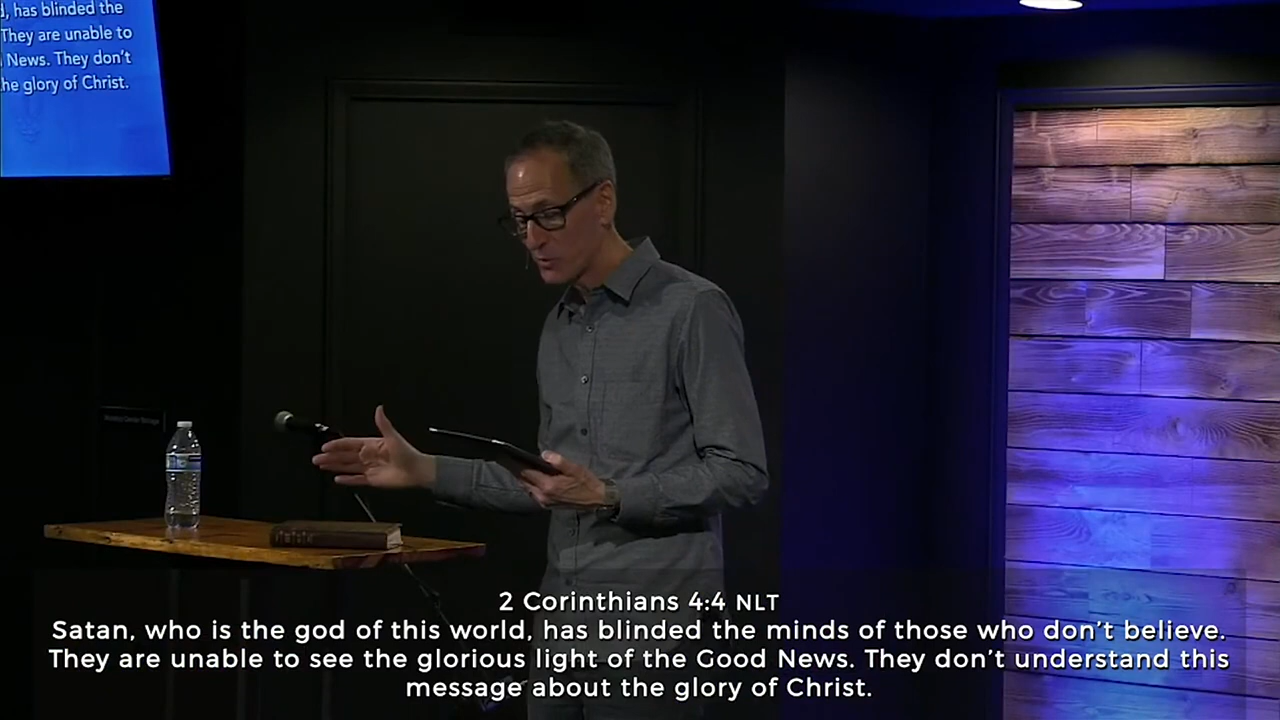 d, has blinded the
They are unable to
News. They don't
he glory of Christ.
2 Corinthians 4:4 NLT
Satan, who is the god of this world, has blinded the minds of those who don't believe.
They are unable to see the glorious light of the Good News. They don't understand this
message about the glory of Christ.